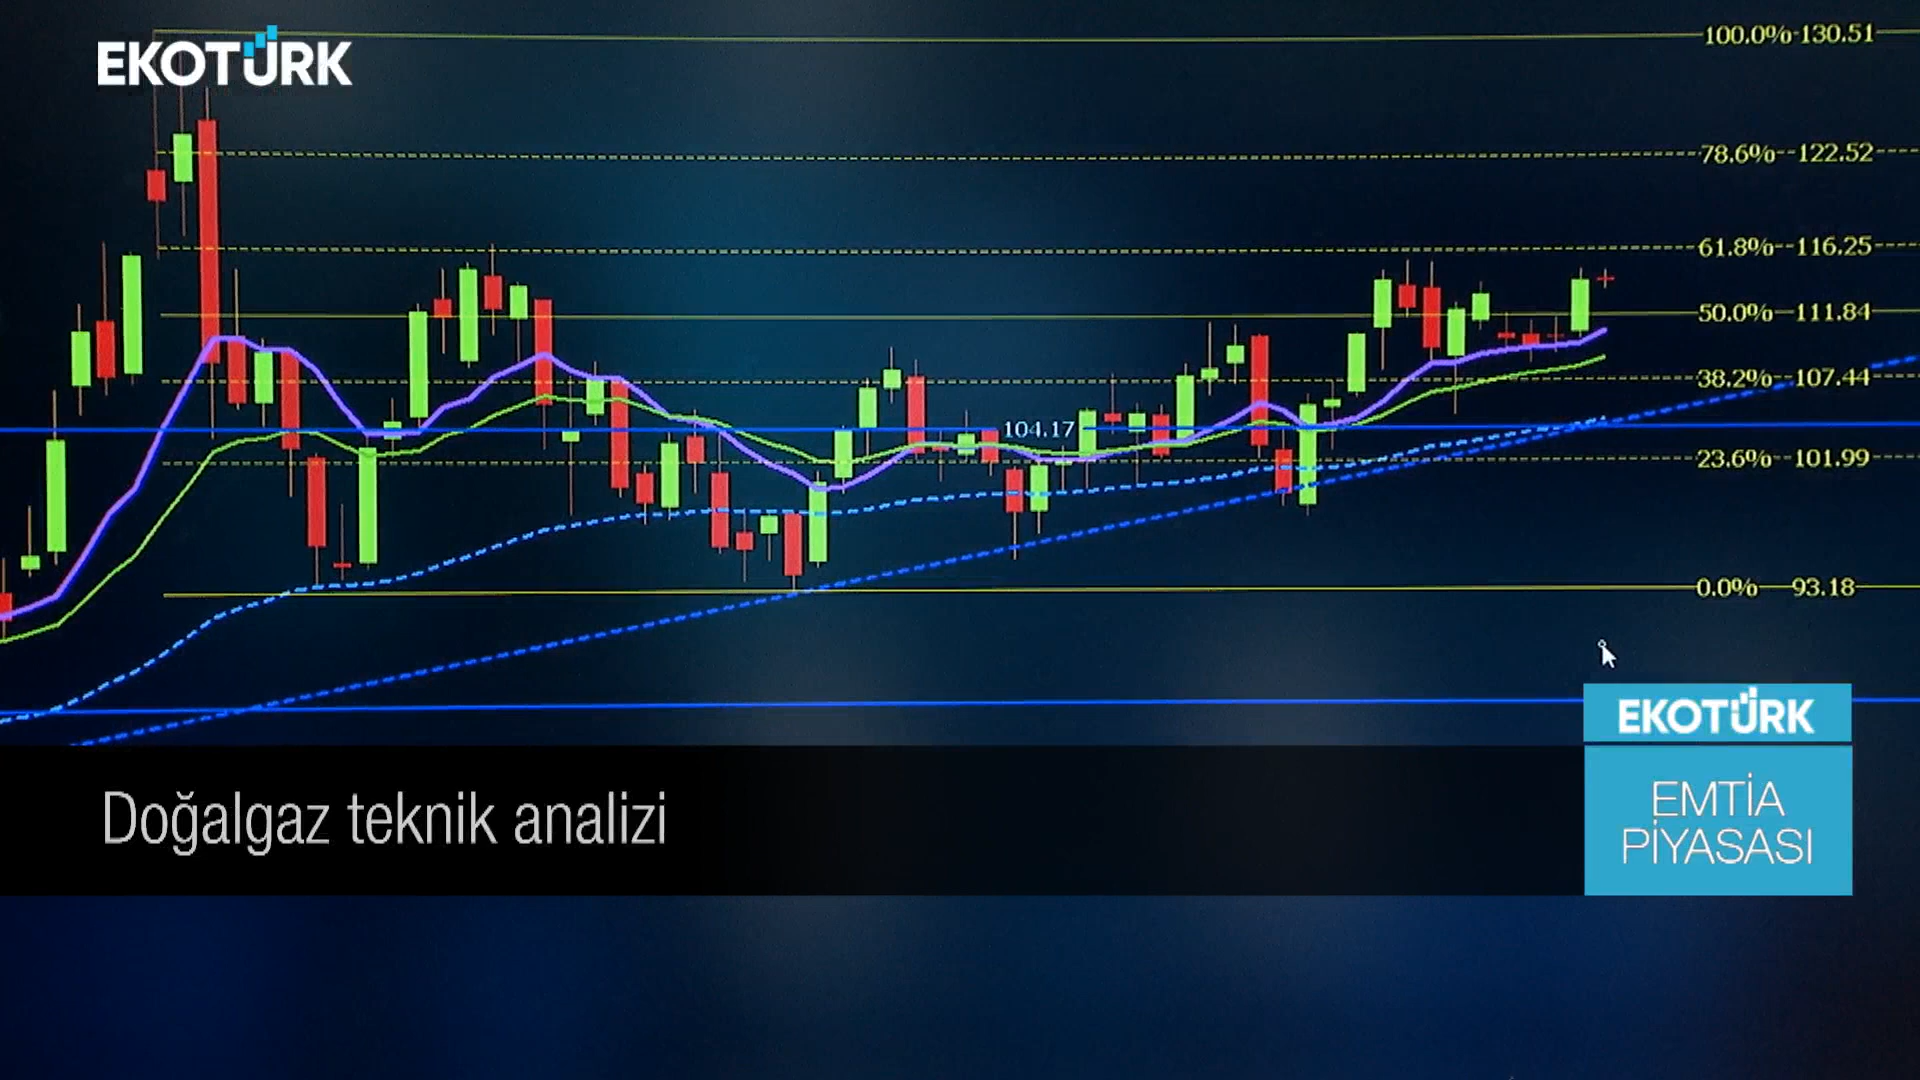 EKOTÜRK
100.0% 130.51
78.6% 122.52
61.8% 116.25
50.0% 111.84
38.2% 107.44
104.17
23.6% 101.99
0.0% 93.18
EKOTÜRK
Doğalgaz teknik analizi
EMTİA
PİYASASI